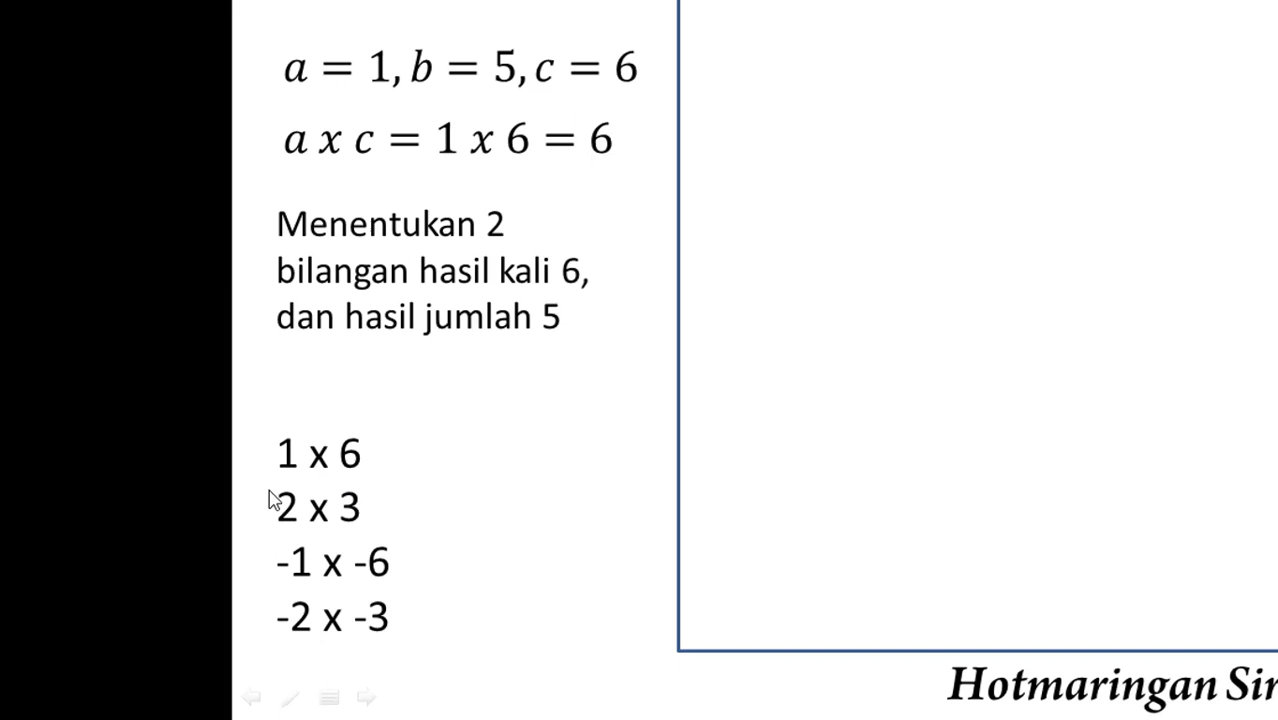 a = 1, b = 5, c = 6
a x c = 1 x 6 = 6
Menentukan 2
bilangan hasil kali 6,
dan hasil jumlah 5
1 x 6
2 x 3
-1 x -6
-2 x -3
Hotmaringan